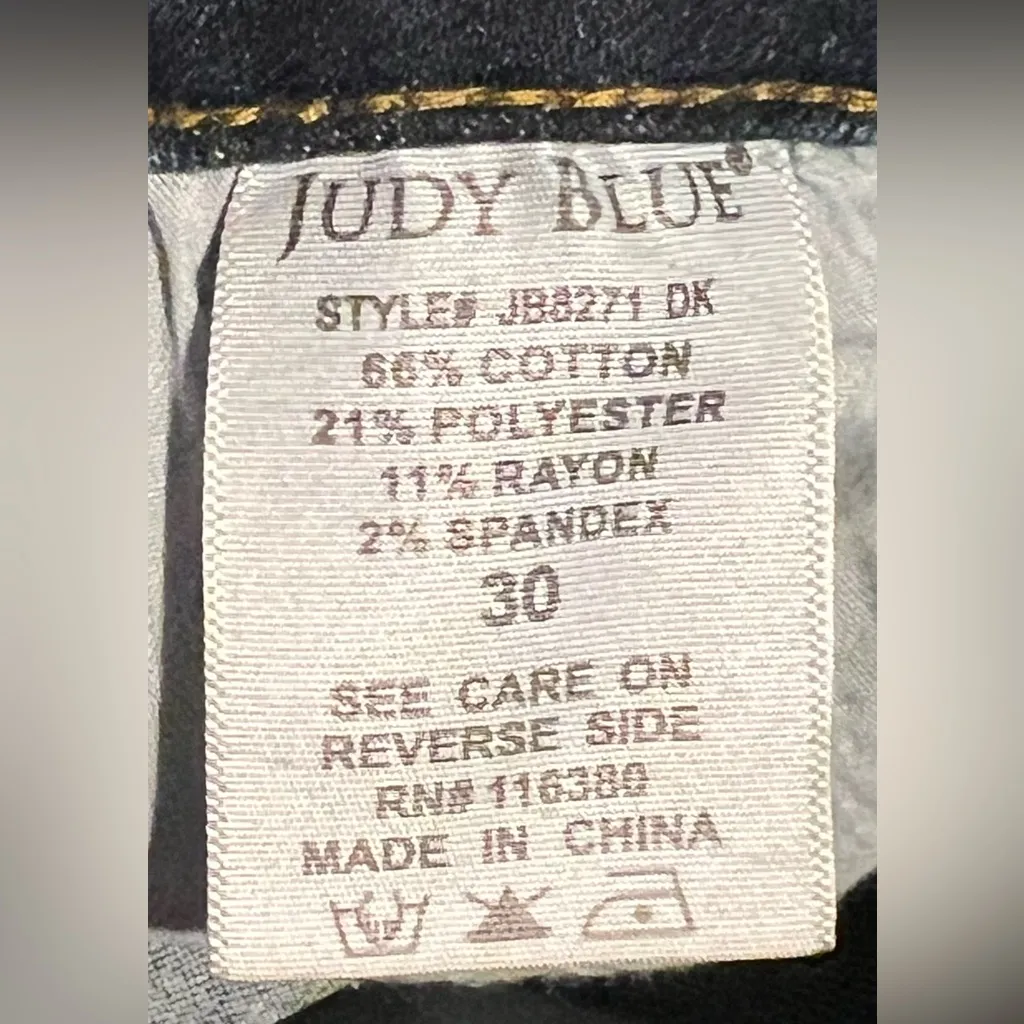 JUDY BLUE®
STYLE# JB8271 DK
66% COTTON
21% POLYESTER
11% RAYON
2% SPANDEX
30
SEE CARE ON
REVERSE SIDE
RN# 116380
MADE IN CHINA